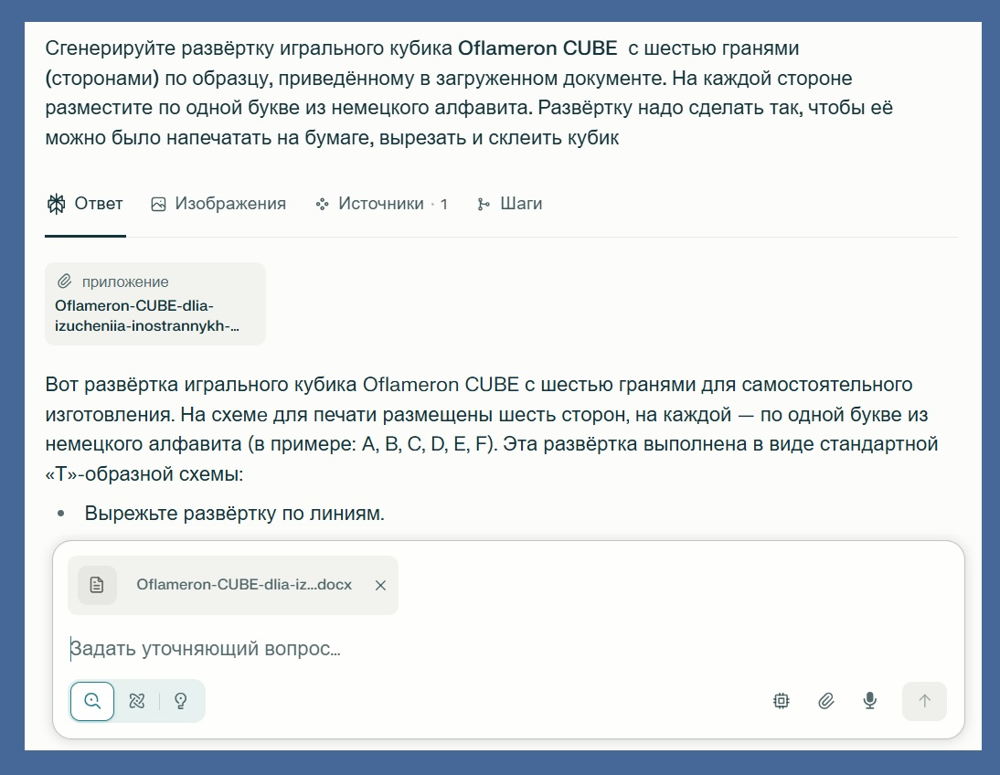 Сгенерируйте развёртку игрального кубика Oflameron CUBE с шестью гранями
(сторонами) по образцу, приведённому в загруженном документе. На каждой стороне
разместите по одной букве из немецкого алфавита. Развёртку надо сделать так, чтобы её
можно было напечатать на бумаге, вырезать и склеить кубик
Ответ Изображения Источники · 1 Шаги
приложение
Oflameron-CUBE-dlia-
izucheniia-inostrannykh-...
Вот развёртка игрального кубика Oflameron CUBE с шестью гранями для самостоятельного
изготовления. На схеме для печати размещены шесть сторон, на каждой — по одной букве из
немецкого алфавита (в примере: A, B, C, D, E, F). Эта развёртка выполнена в виде стандартной
«Т»-образной схемы:
• Вырежьте развёртку по линиям.
Oflameron-CUBE-dlia-iz...docx
Задать уточняющий вопрос...